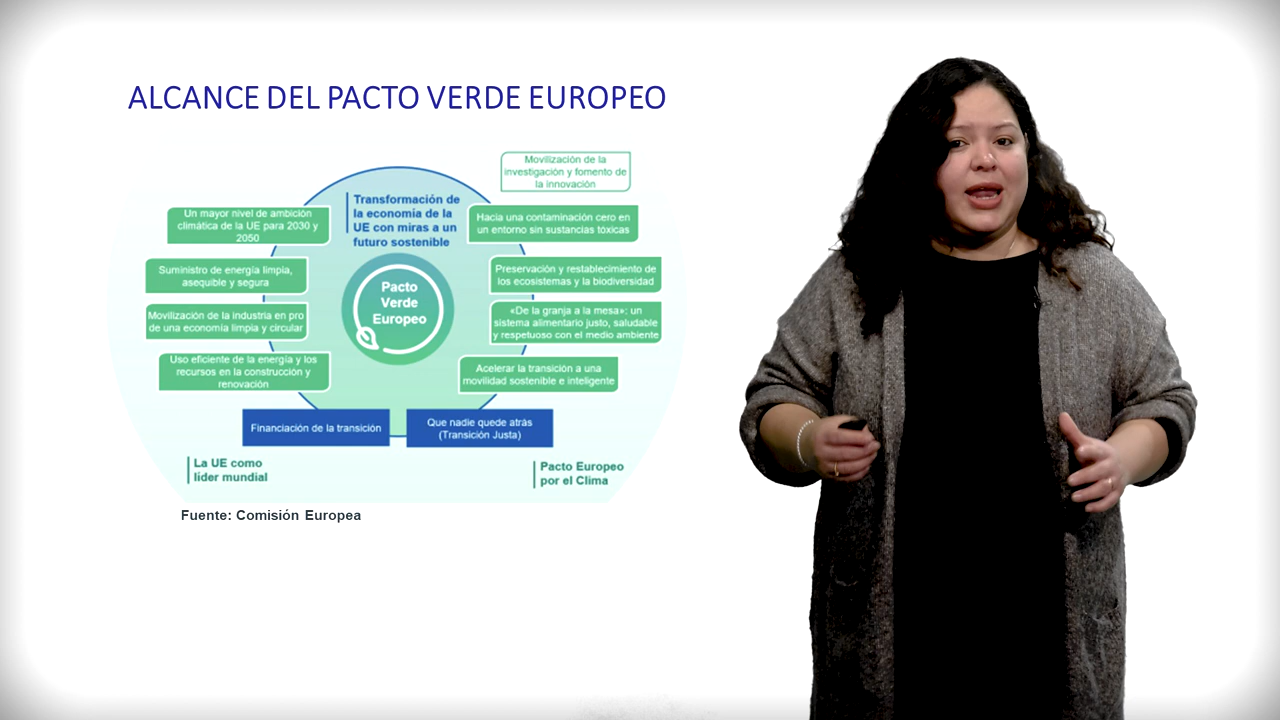 ALCANCE DEL PACTO VERDE EUROPEO
Movilización de la
investigación y fomento de
la innovación
Transformación de
la economía de la
UE con miras a un
futuro sostenible
Un mayor nivel de ambición
climática de la UE para 2030 y
2050
Hacia una contaminación cero en
un entorno sin sustancias tóxicas
Suministro de energía limpia,
asequible y segura
Preservación y restablecimiento de
los ecosistemas y la biodiversidad
Pacto
Verde
Europeo
Movilización de la industria en pro
de una economía limpia y circular
«De la granja a la mesa»: un
sistema alimentario justo, saludable
y respetuoso con el medio ambiente
Uso eficiente de la energía y los
recursos en la construcción y
renovación
Acelerar la transición a una
movilidad sostenible e inteligente
Financiación de la transición
Que nadie quede atrás
(Transición Justa)
La UE como
líder mundial
Pacto Europeo
por el Clima
Fuente: Comisión Europea